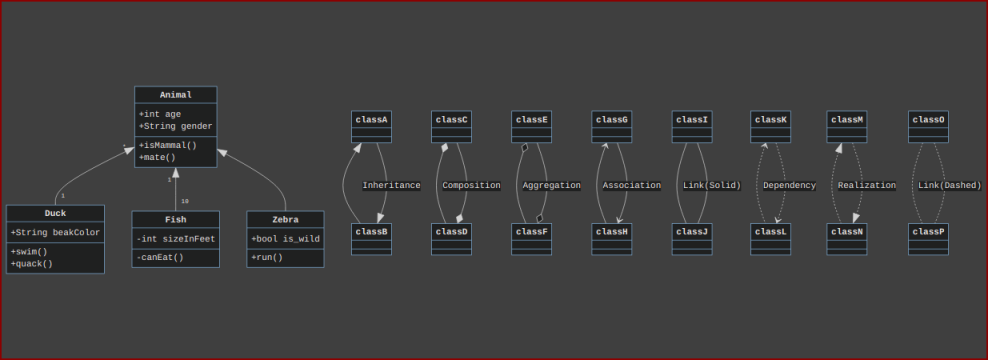 Animal
+int age
+String gender
+isMammal()
+mate()
1
1
10
Duck
+String beakColor
+swim()
+quack()
Fish
-int sizeInFeet
-canEat()
Zebra
+bool is_wild
+run()
classA
Inheritance
classB
classC
Composition
classD
classE
Aggregation
classF
classG
Association
classH
classI
Link(Solid)
classJ
classK
Dependency
classL
classM
Realization
classN
classO
Link(Dashed)
classP